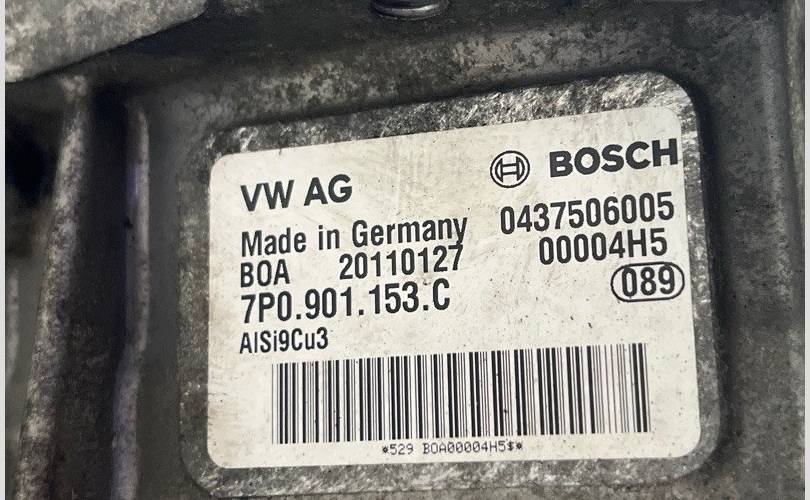 VW AG
BOSCH
Made in Germany 0437506005
BOA 20110127 00004H5
7P0.901.153.C 089
AlSi9Cu3
*529 BOA00004H5$*